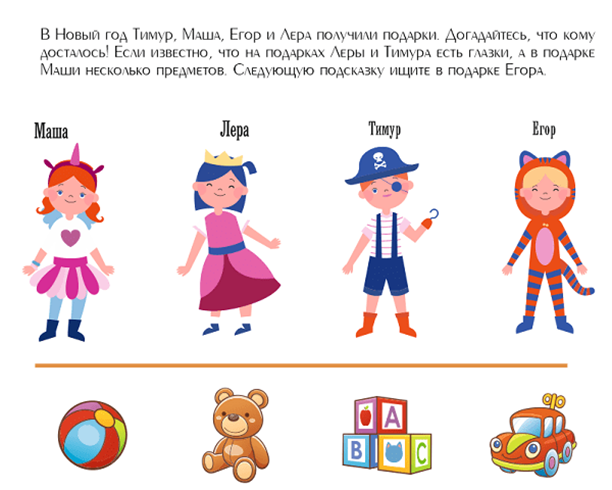 В Новый год Тимур, Маша, Егор и Лера получили подарки. Догадайтесь, что кому
досталось! Если известно, что на подарках Леры и Тимура есть глазки, а в подарке
Маши несколько предметов. Следующую подсказку ищите в подарке Егора.
Маша Лера Тимур Егор
A
B C